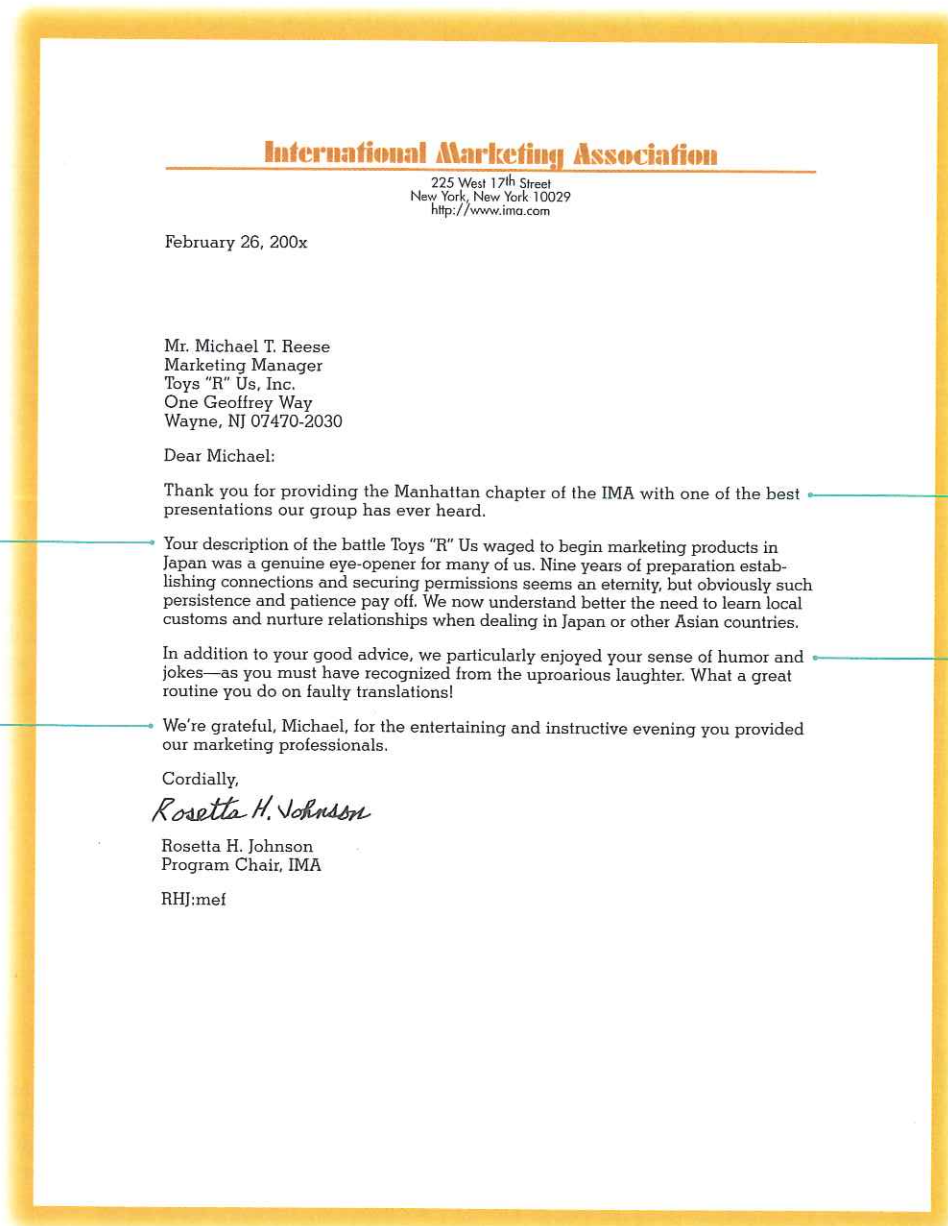 International Marketing Association
225 West 17th Street
New York, New York 10029
http://www.ima.com
February 26, 200x
Mr. Michael T. Reese
Marketing Manager
Toys "R" Us, Inc.
One Geoffrey Way
Wayne, NJ 07470-2030
Dear Michael:
Thank you for providing the Manhattan chapter of the IMA with one of the best
presentations our group has ever heard.
Your description of the battle Toys "R" Us waged to begin marketing products in
Japan was a genuine eye-opener for many of us. Nine years of preparation estab-
lishing connections and securing permissions seems an eternity, but obviously such
persistence and patience pay off. We now understand better the need to learn local
customs and nurture relationships when dealing in Japan or other Asian countries.
In addition to your good advice, we particularly enjoyed your sense of humor and
jokes—as you must have recognized from the uproarious laughter. What a great
routine you do on faulty translations!
We're grateful, Michael, for the entertaining and instructive evening you provided
our marketing professionals.
Cordially,
Rosetta H. Johnson
Rosetta H. Johnson
Program Chair, IMA
RHJ:mef